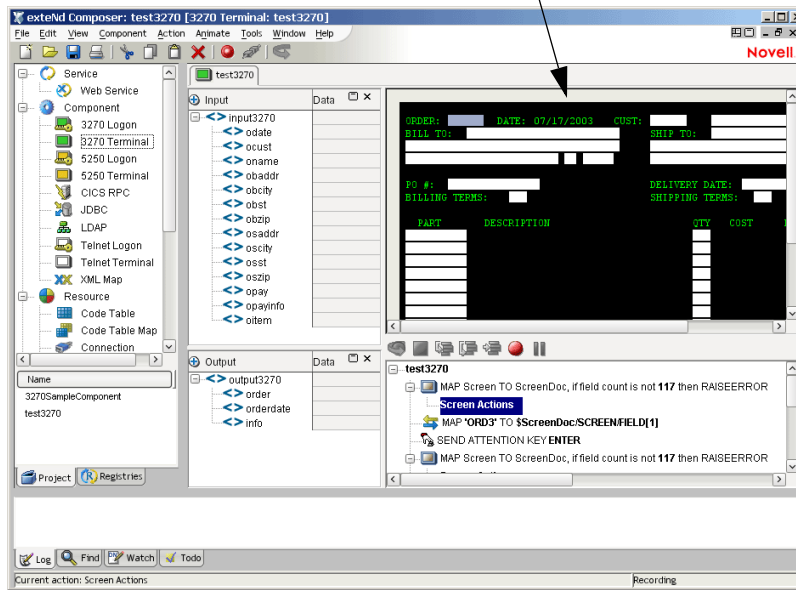 exteNd Composer: test3270 [3270 Terminal: test3270]
File Edit View Component Action Animate Tools Window Help
Novell
Service
Web Service
Component
3270 Logon
3270 Terminal
5250 Logon
5250 Terminal
CICS RPC
JDBC
LDAP
Telnet Logon
Telnet Terminal
XML Map
Resource
Code Table
Code Table Map
Connection
Name
3270SampleComponent
test3270
Project Registries
test3270
Input Data
input3270
odate
ocust
oname
obaddr
obcity
obst
obzip
osaddr
oscity
osst
oszip
opay
opayinfo
oitem
Output Data
output3270
order
orderdate
info
ORDER: DATE: 07/17/2003 CUST:
BILL TO: SHIP TO:
PO #: DELIVERY DATE:
BILLING TERMS: SHIPPING TERMS:
PART DESCRIPTION QTY COST
test3270
MAP Screen TO ScreenDoc, if field count is not 117 then RAISEERROR
Screen Actions
MAP 'ORD3' TO $ScreenDoc/SCREEN/FIELD[1]
SEND ATTENTION KEY ENTER
MAP Screen TO ScreenDoc, if field count is not 117 then RAISEERROR
Log Find Watch Todo
Current action: Screen Actions Recording